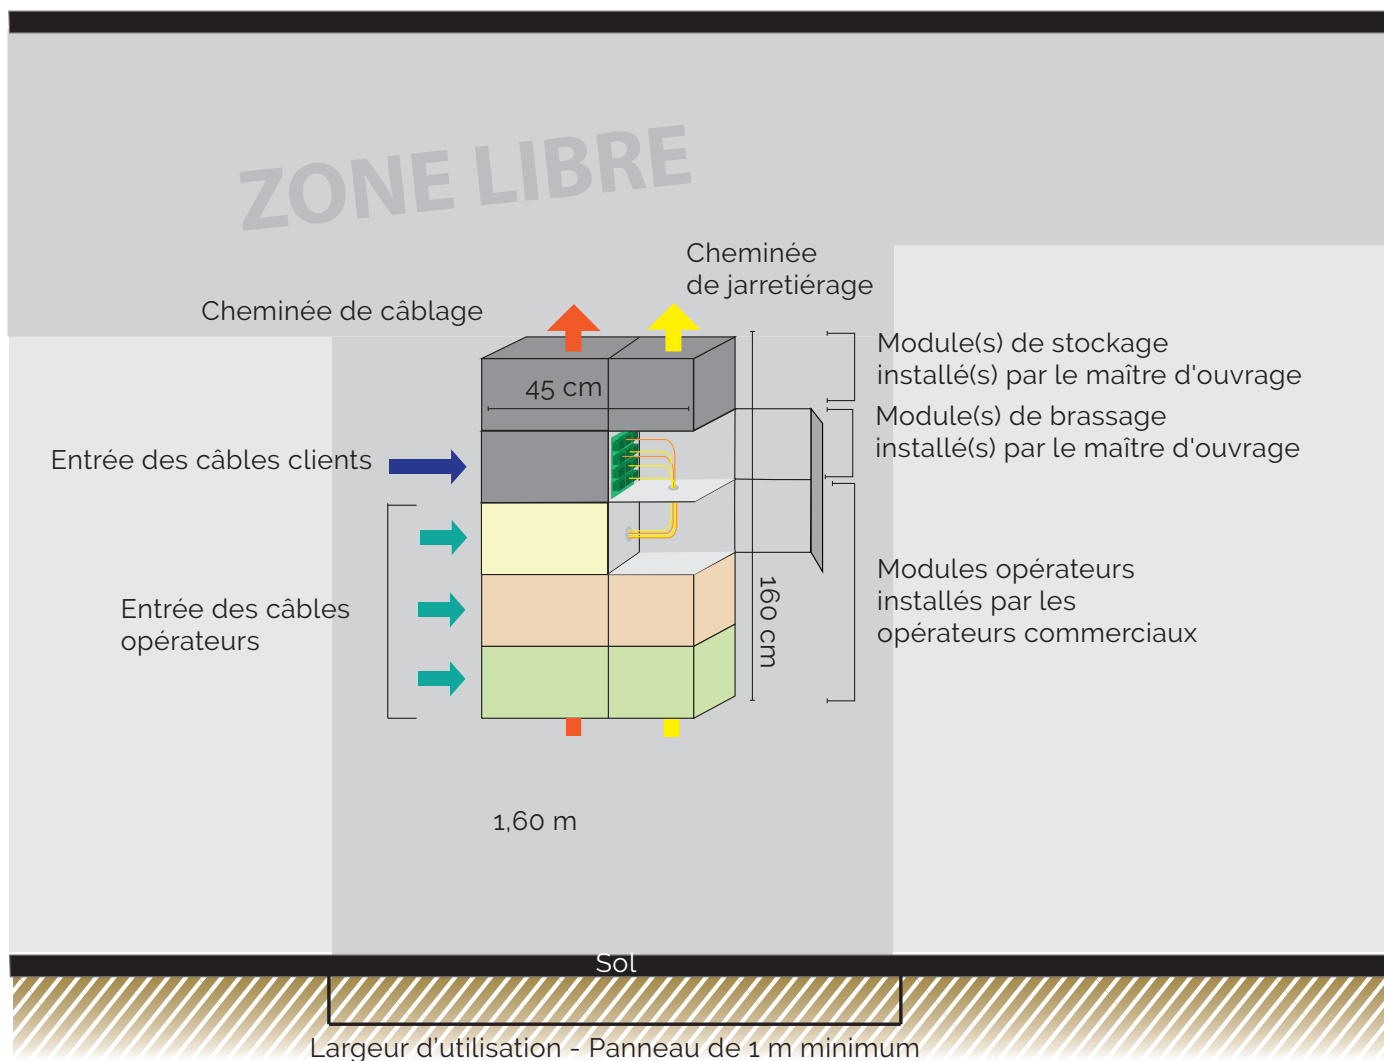 ZONE LIBRE
Cheminée
de jarretiérage
Cheminée de câblage
Module(s) de stockage
installé(s) par le maître d'ouvrage
45 cm
Module(s) de brassage
installé(s) par le maître d'ouvrage
Entrée des câbles clients
Modules opérateurs
installés par les
opérateurs commerciaux
160 cm
Entrée des câbles
opérateurs
1,60 m
Sol
Largeur d'utilisation - Panneau de 1 m minimum